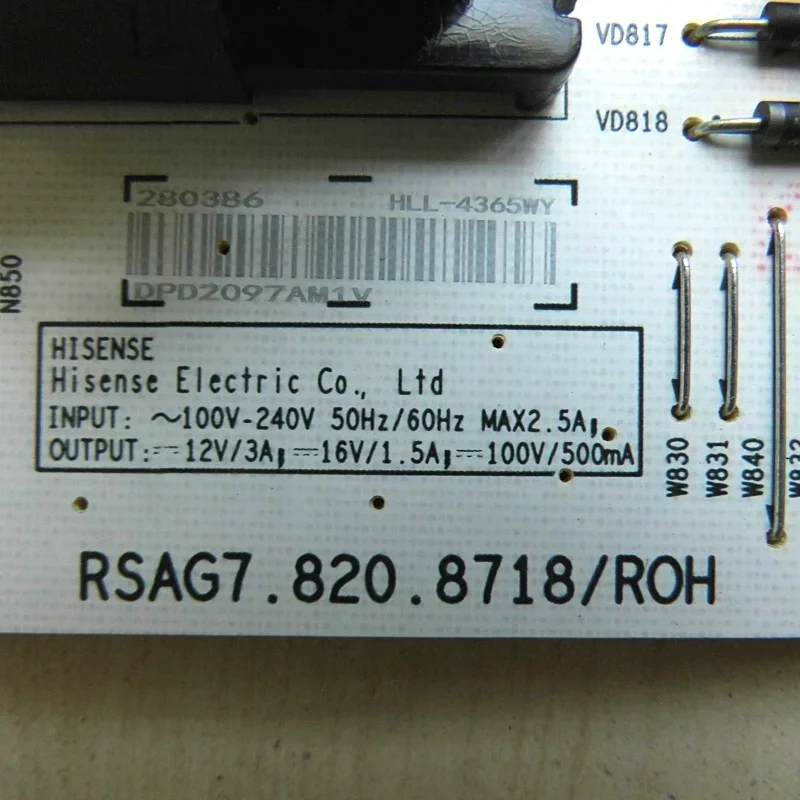 VD817
VD818
280386 HLL-4365WY
DPD2097AM1V
N850
HISENSE
Hisense Electric Co., Ltd
INPUT: ~100V-240V 50Hz/60Hz MAX2.5A;
OUTPUT: ⎓12V/3A; ⎓16V/1.5A; ⎓100V/500mA
W830
W831
W840
RSAG7.820.8718/ROH